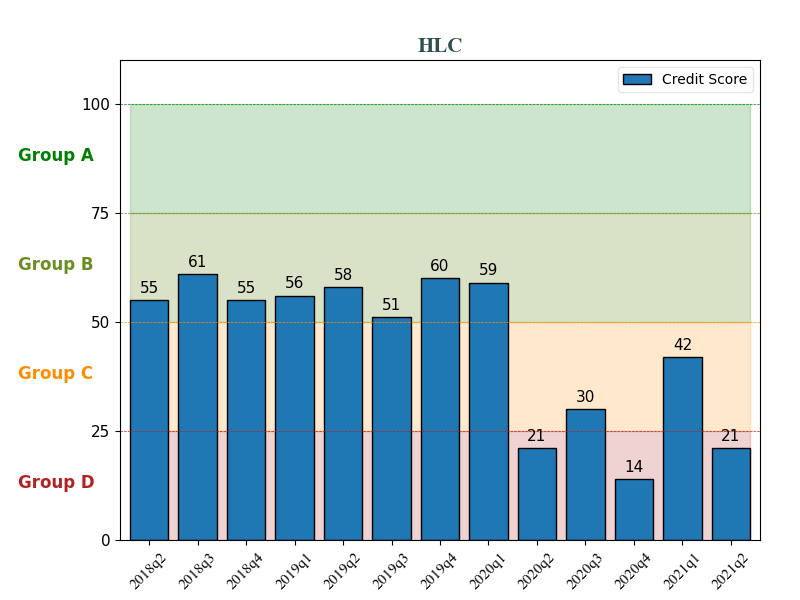 HLC
Credit Score
100
Group A
75
Group B
50
Group C
25
Group D
0
55
61
55
56
58
51
60
59
21
30
14
42
21
2018q2
2018q3
2018q4
2019q1
2019q2
2019q3
2019q4
2020q1
2020q2
2020q3
2020q4
2021q1
2021q2